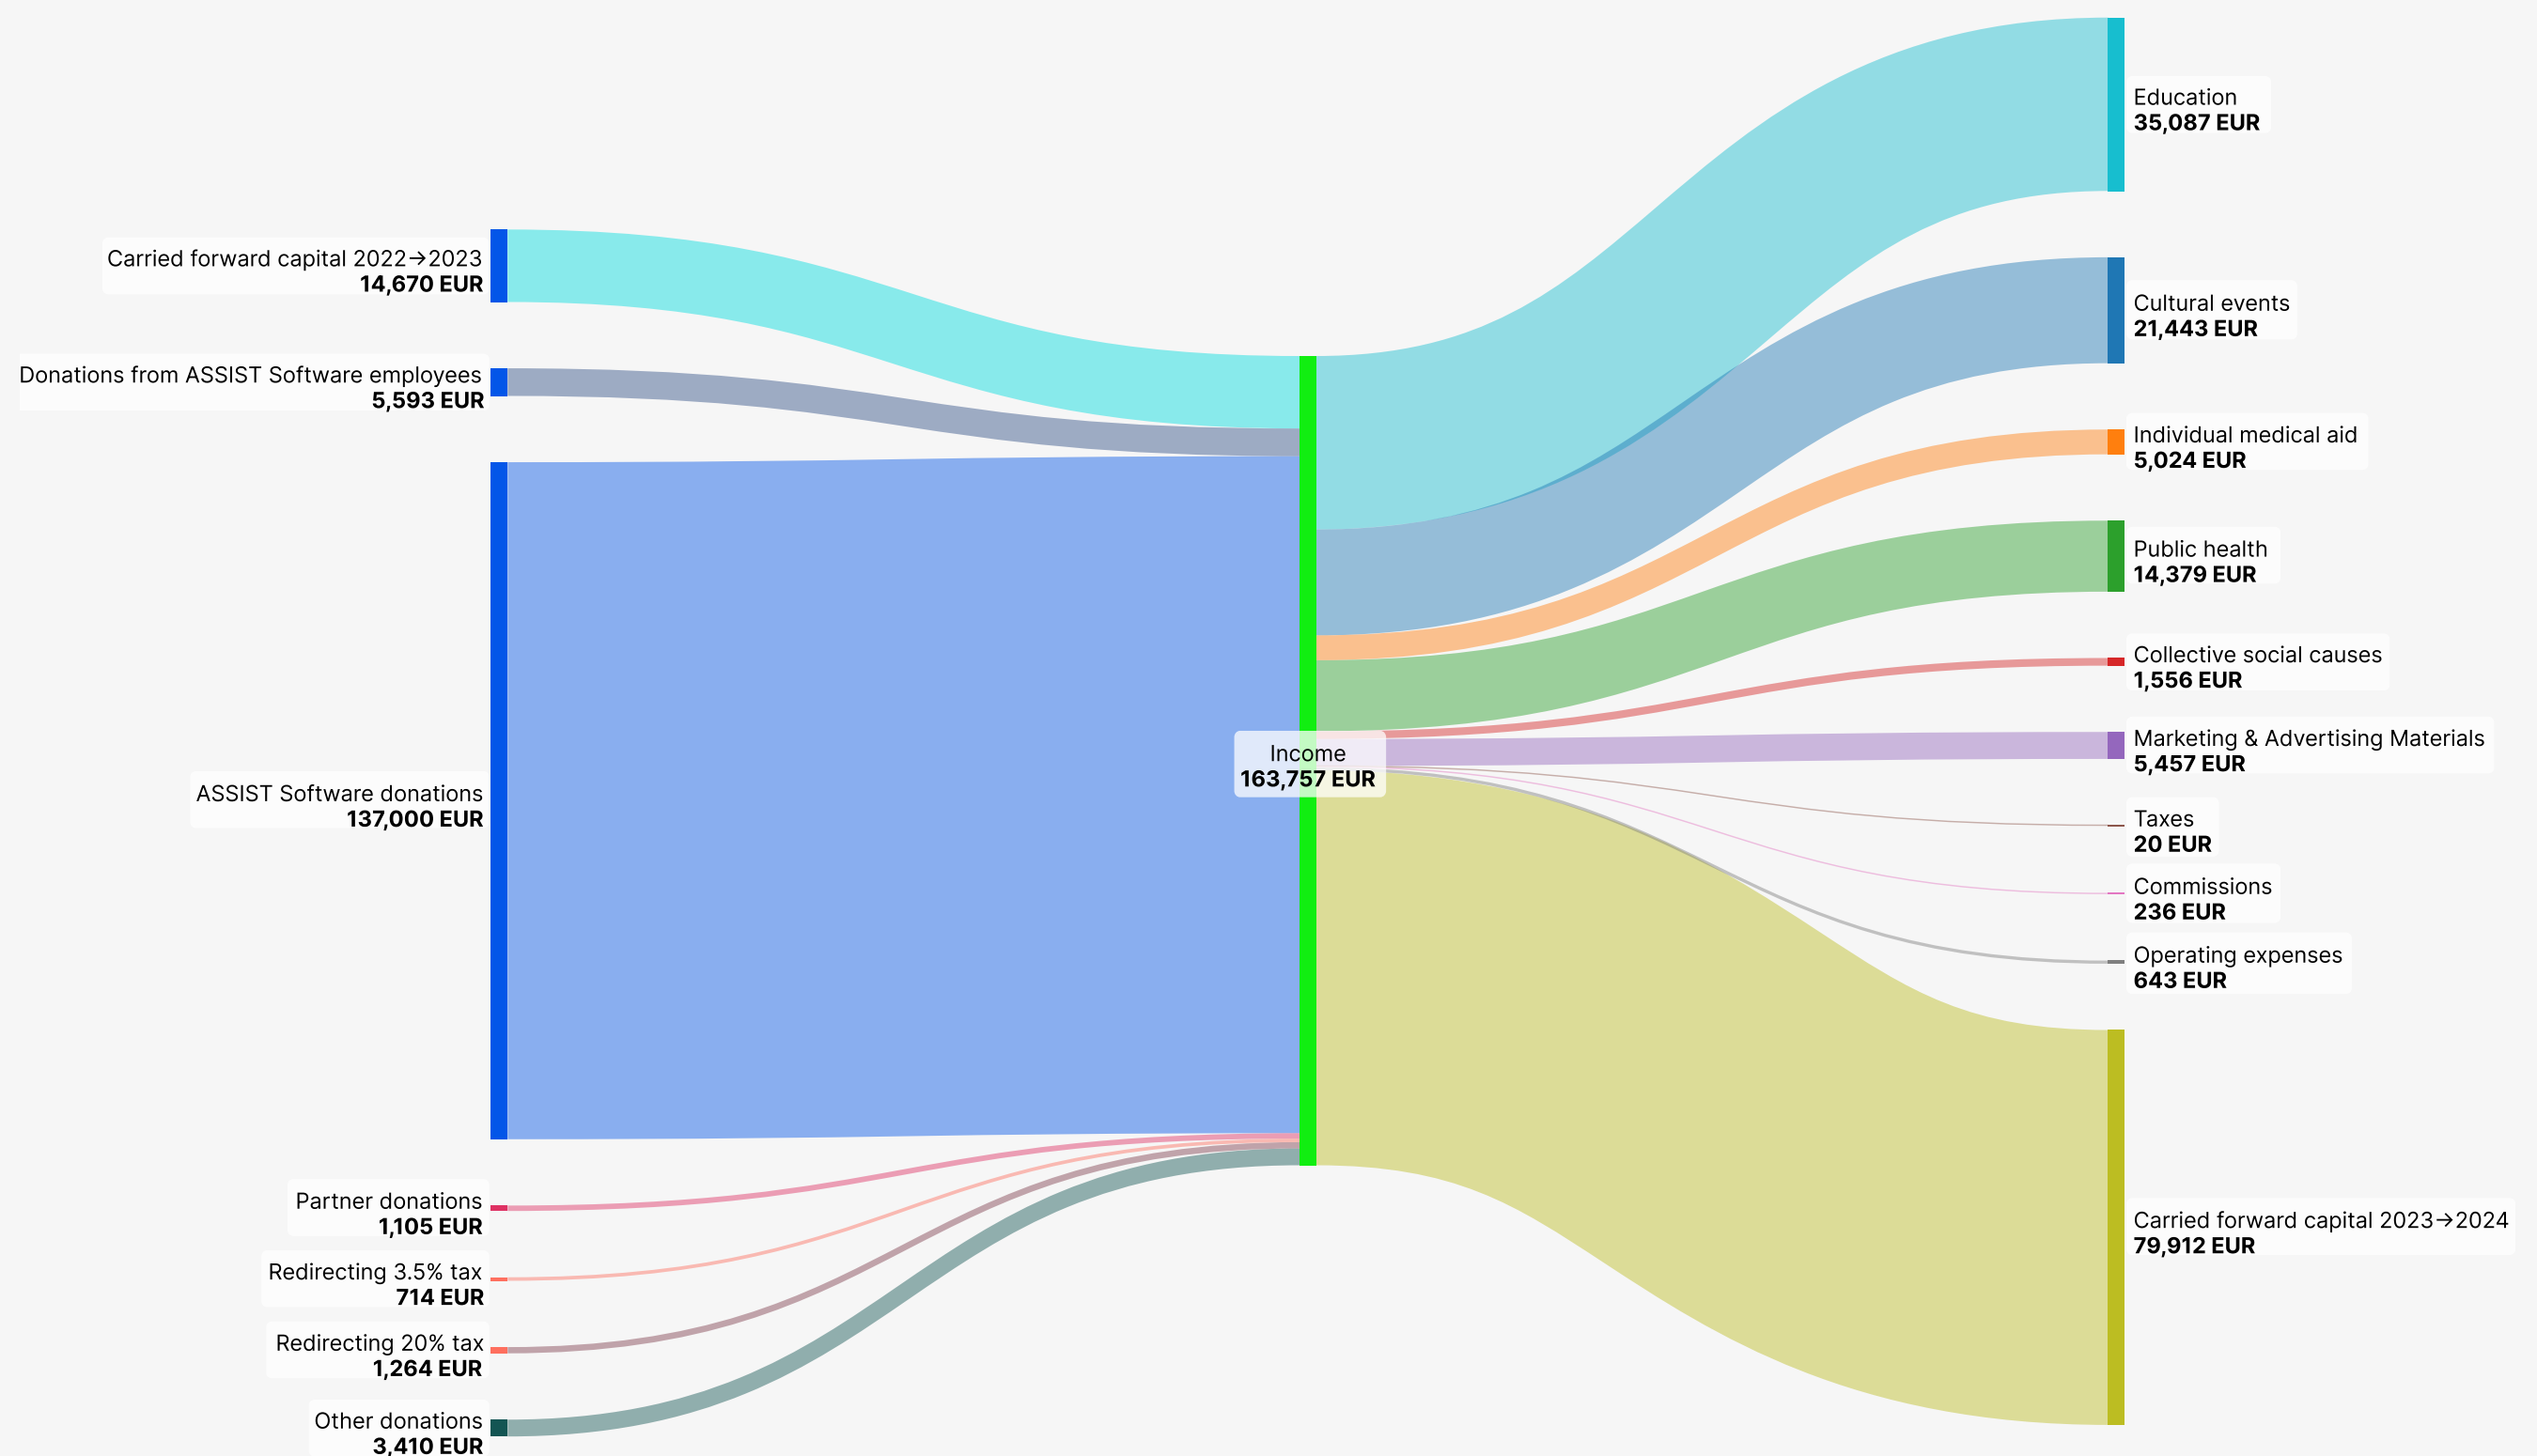 Carried forward capital 2022→2023
14,670 EUR
Donations from ASSIST Software employees
5,593 EUR
ASSIST Software donations
137,000 EUR
Partner donations
1,105 EUR
Redirecting 3.5% tax
714 EUR
Redirecting 20% tax
1,264 EUR
Other donations
3,410 EUR
Income
163,757 EUR
Education
35,087 EUR
Cultural events
21,443 EUR
Individual medical aid
5,024 EUR
Public health
14,379 EUR
Collective social causes
1,556 EUR
Marketing & Advertising Materials
5,457 EUR
Taxes
20 EUR
Commissions
236 EUR
Operating expenses
643 EUR
Carried forward capital 2023→2024
79,912 EUR